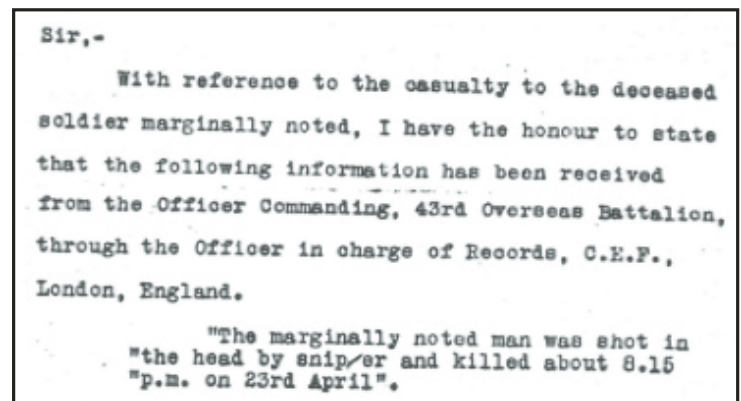 Sir,-
With reference to the casualty to the deceased
soldier marginally noted, I have the honour to state
that the following information has been received
from the Officer Commanding, 43rd Overseas Battalion,
through the Officer in charge of Records, C.E.F.,
London, England.
"The marginally noted man was shot in
"the head by snip/er and killed about 8.15
"p.m. on 23rd April".